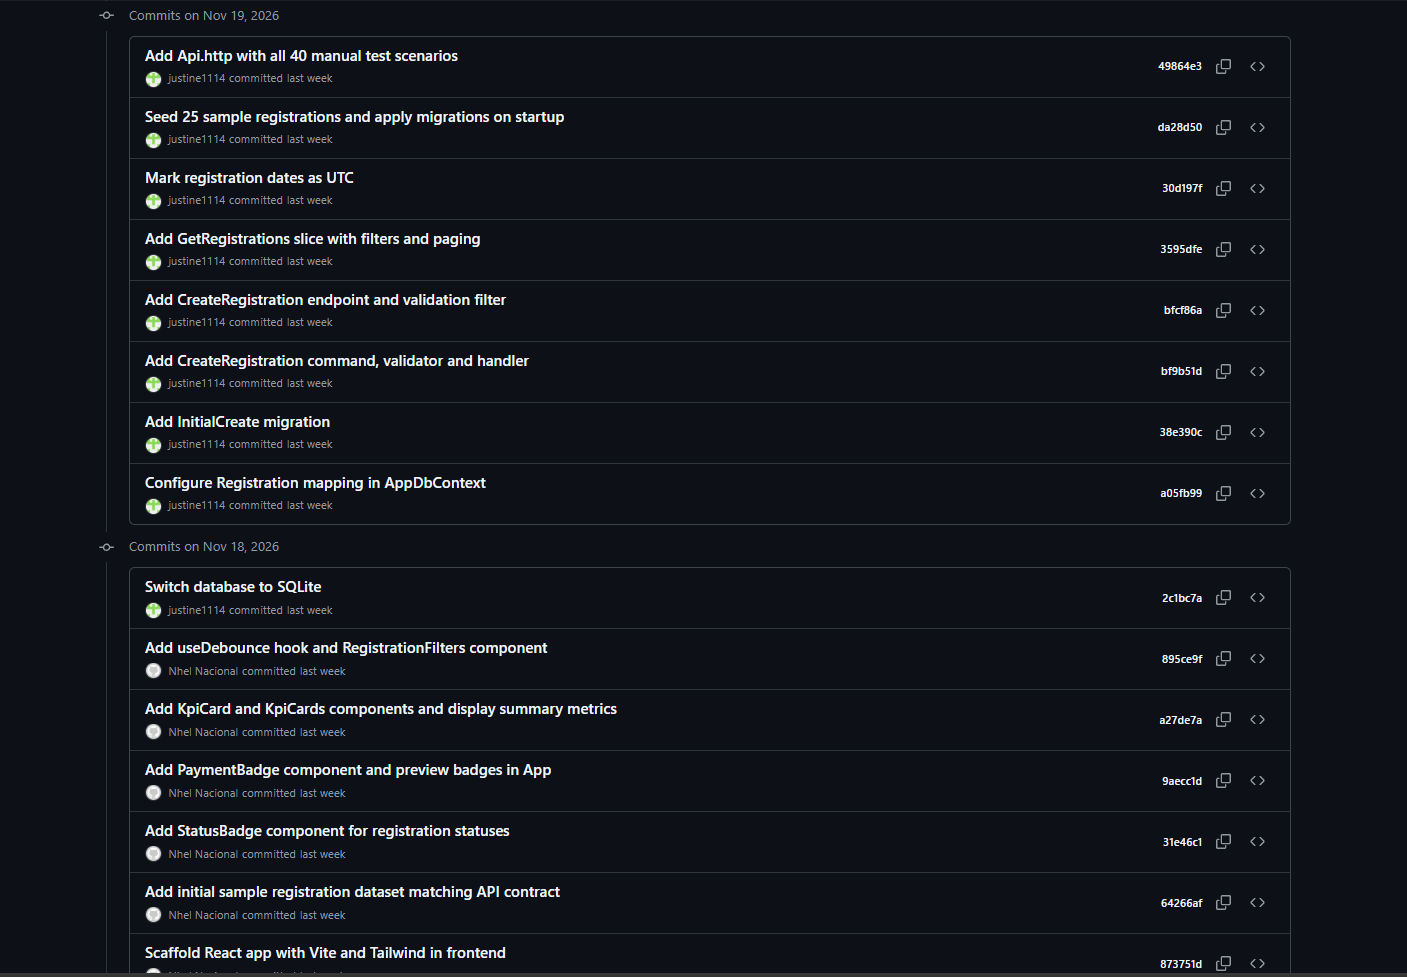 Commits on Nov 19, 2026
Add Api.http with all 40 manual test scenarios
justine1114 committed last week
49864e3
Seed 25 sample registrations and apply migrations on startup
justine1114 committed last week
da28d50
Mark registration dates as UTC
justine1114 committed last week
30d197f
Add GetRegistrations slice with filters and paging
justine1114 committed last week
3595dfe
Add CreateRegistration endpoint and validation filter
justine1114 committed last week
bfcf86a
Add CreateRegistration command, validator and handler
justine1114 committed last week
bf9b51d
Add InitialCreate migration
justine1114 committed last week
38e390c
Configure Registration mapping in AppDbContext
justine1114 committed last week
a05fb99
Commits on Nov 18, 2026
Switch database to SQLite
justine1114 committed last week
2c1bc7a
Add useDebounce hook and RegistrationFilters component
Nhel Nacional committed last week
895ce9f
Add KpiCard and KpiCards components and display summary metrics
Nhel Nacional committed last week
a27de7a
Add PaymentBadge component and preview badges in App
Nhel Nacional committed last week
9aecc1d
Add StatusBadge component for registration statuses
Nhel Nacional committed last week
31e46c1
Add initial sample registration dataset matching API contract
Nhel Nacional committed last week
64266af
Scaffold React app with Vite and Tailwind in frontend
873751d